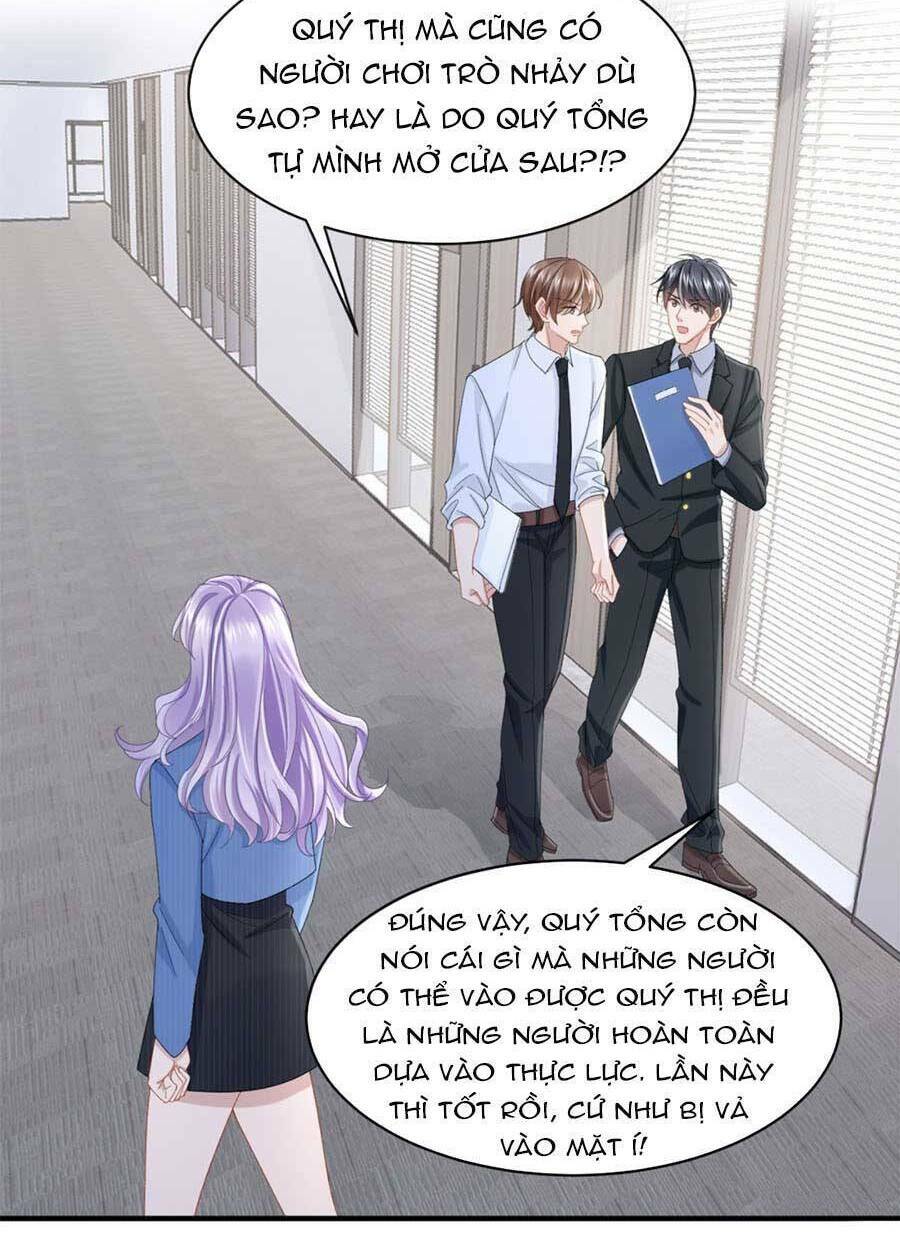 QUÝ THỊ MÀ CŨNG CÓ
NGƯỜI CHƠI TRÒ NHẢY DÙ
SAO? HAY LÀ DO QUÝ TỔNG
TỰ MÌNH MỞ CỬA SAU?!?
ĐÚNG VẬY, QUÝ TỔNG CÒN
NÓI CÁI GÌ MÀ NHỮNG NGƯỜI
CÓ THỂ VÀO ĐƯỢC QUÝ THỊ ĐỀU
LÀ NHỮNG NGƯỜI HOÀN TOÀN
DỰA VÀO THỰC LỰC. LẦN NÀY
THÌ TỐT RỒI, CỨ NHƯ BỊ VẢ
VÀO MẶT Í!